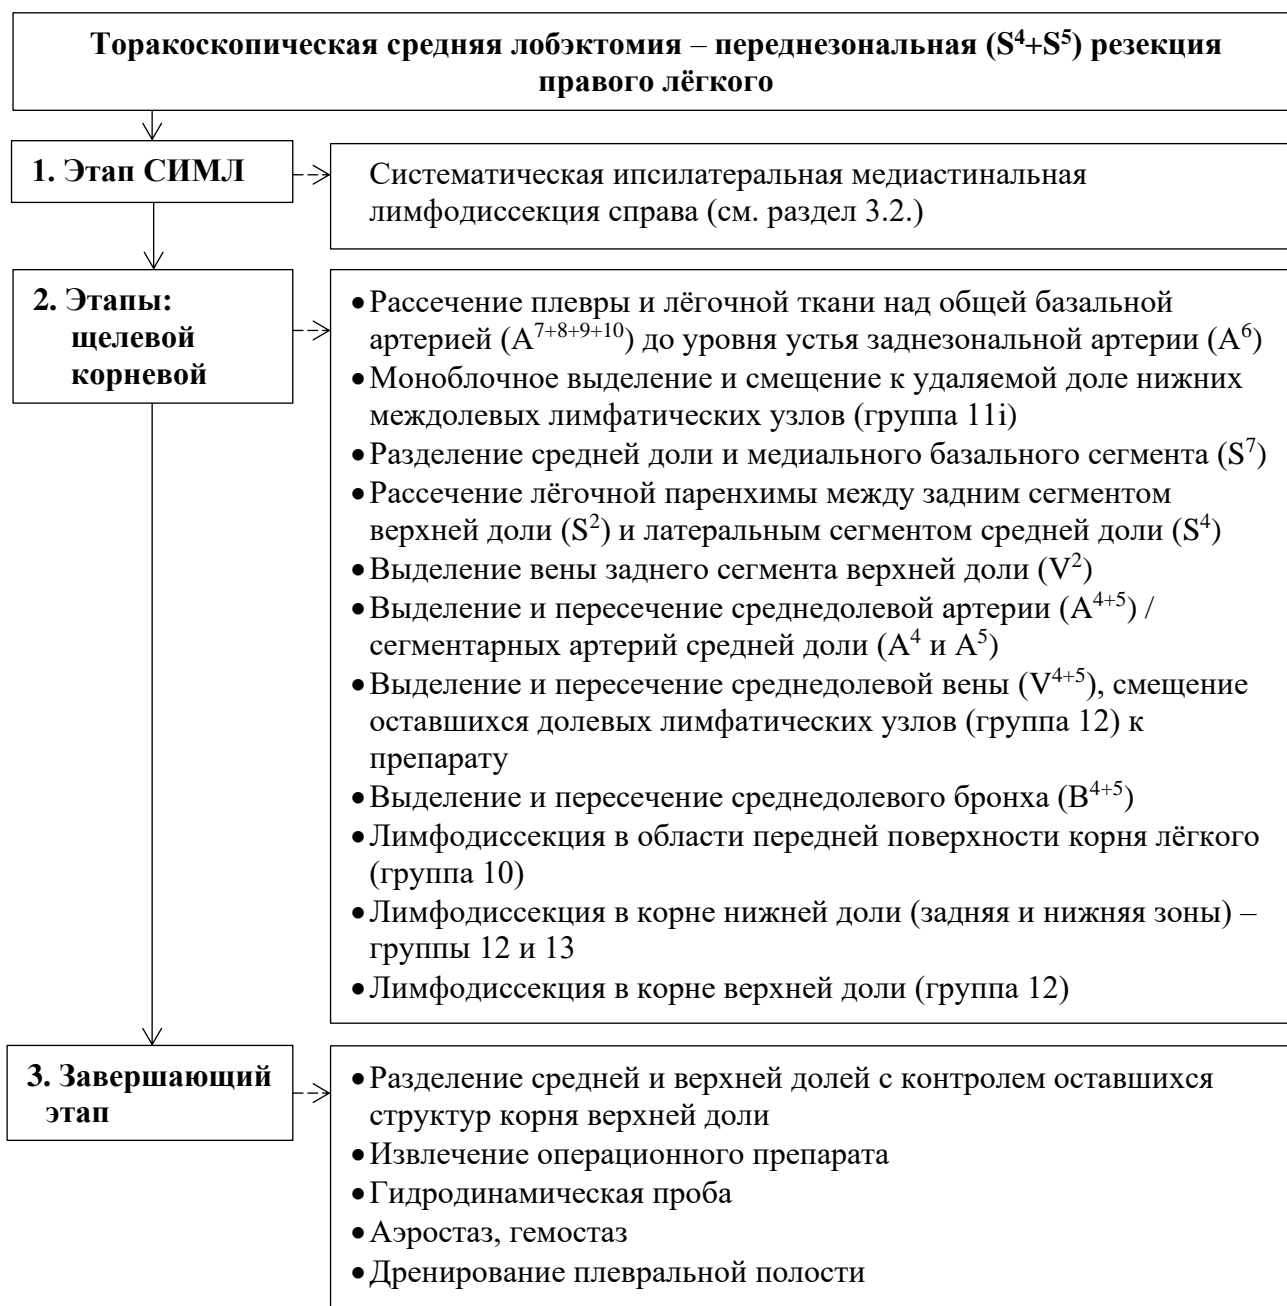 Торакоскопическая средняя лобэктомия – переднезональная (S⁴+S⁵) резекция
правого лёгкого
1. Этап СИМЛ
Систематическая ипсилатеральная медиастинальная
лимфодиссекция справа (см. раздел 3.2.)
2. Этапы:
щелевой
корневой
•Рассечение плевры и лёгочной ткани над общей базальной
артерией (A⁷⁺⁸⁺⁹⁺¹⁰) до уровня устья заднезональной артерии (A⁶)
•Моноблочное выделение и смещение к удаляемой доле нижних
междолевых лимфатических узлов (группа 11i)
•Разделение средней доли и медиального базального сегмента (S⁷)
•Рассечение лёгочной паренхимы между задним сегментом
верхней доли (S²) и латеральным сегментом средней доли (S⁴)
•Выделение вены заднего сегмента верхней доли (V²)
•Выделение и пересечение среднедолевой артерии (A⁴⁺⁵) /
сегментарных артерий средней доли (A⁴ и A⁵)
•Выделение и пересечение среднедолевой вены (V⁴⁺⁵), смещение
оставшихся долевых лимфатических узлов (группа 12) к
препарату
•Выделение и пересечение среднедолевого бронха (B⁴⁺⁵)
•Лимфодиссекция в области передней поверхности корня лёгкого
(группа 10)
•Лимфодиссекция в корне нижней доли (задняя и нижняя зоны) –
группы 12 и 13
•Лимфодиссекция в корне верхней доли (группа 12)
3. Завершающий
этап
•Разделение средней и верхней долей с контролем оставшихся
структур корня верхней доли
•Извлечение операционного препарата
•Гидродинамическая проба
•Аэростаз, гемостаз
•Дренирование плевральной полости